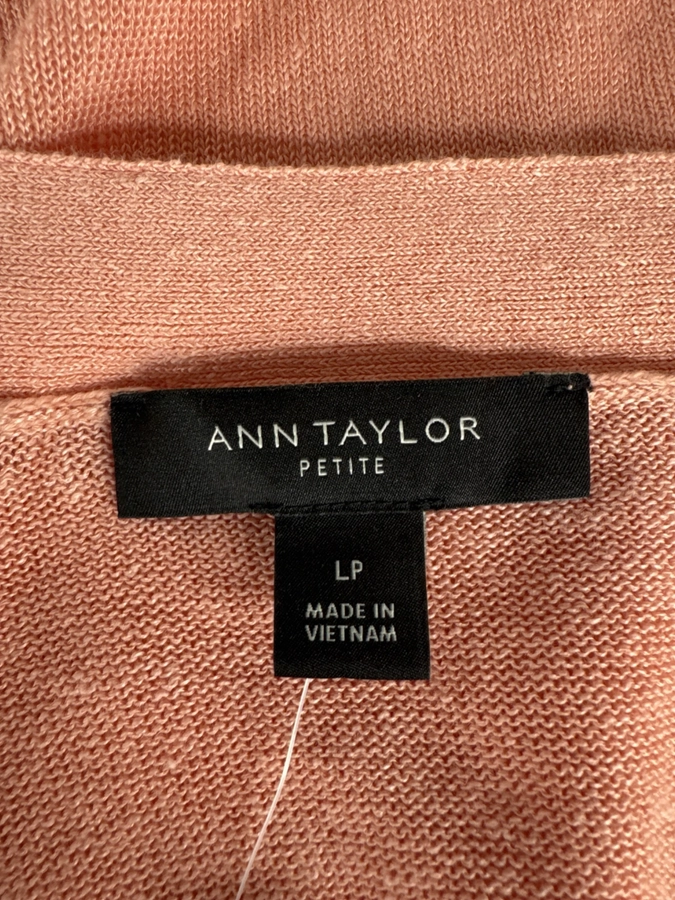 ANN TAYLOR
PETITE
LP
MADE IN
VIETNAM